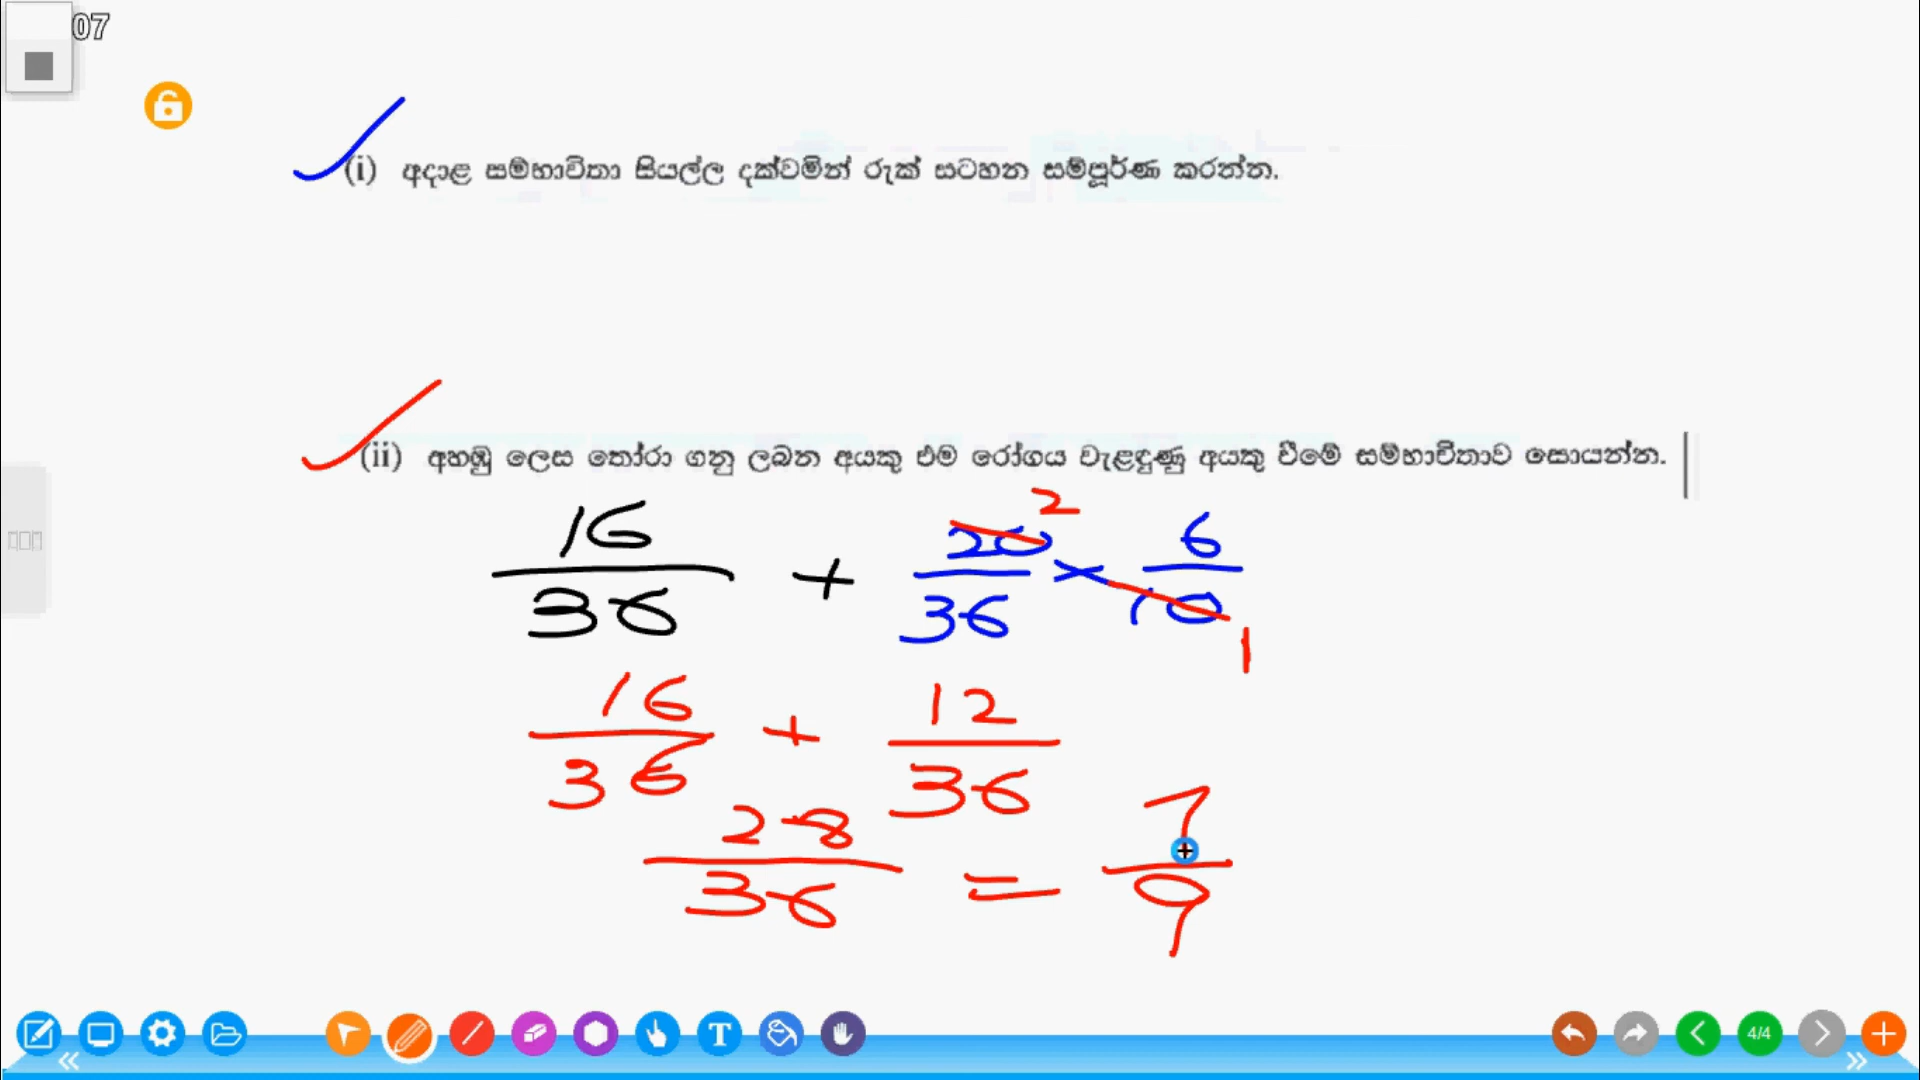 07
(i) අදාළ සම්භාවිතා සියල්ල දක්වමින් රුක් සටහන සම්පූර්ණ කරන්න.
(ii) අහඹු ලෙස තෝරා ගනු ලබන අයකු එම රෝගය වැළඳුණු අයකු වීමේ සම්භාවිතාව සොයන්න.
16/36 + 20/36 × 6/10
2
1
16/36 + 12/36
28/36 = 7/9
T
4/4